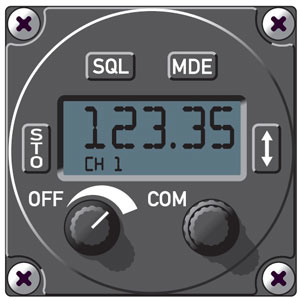 SQL MDE
123.35
STO
CH 1
OFF COM